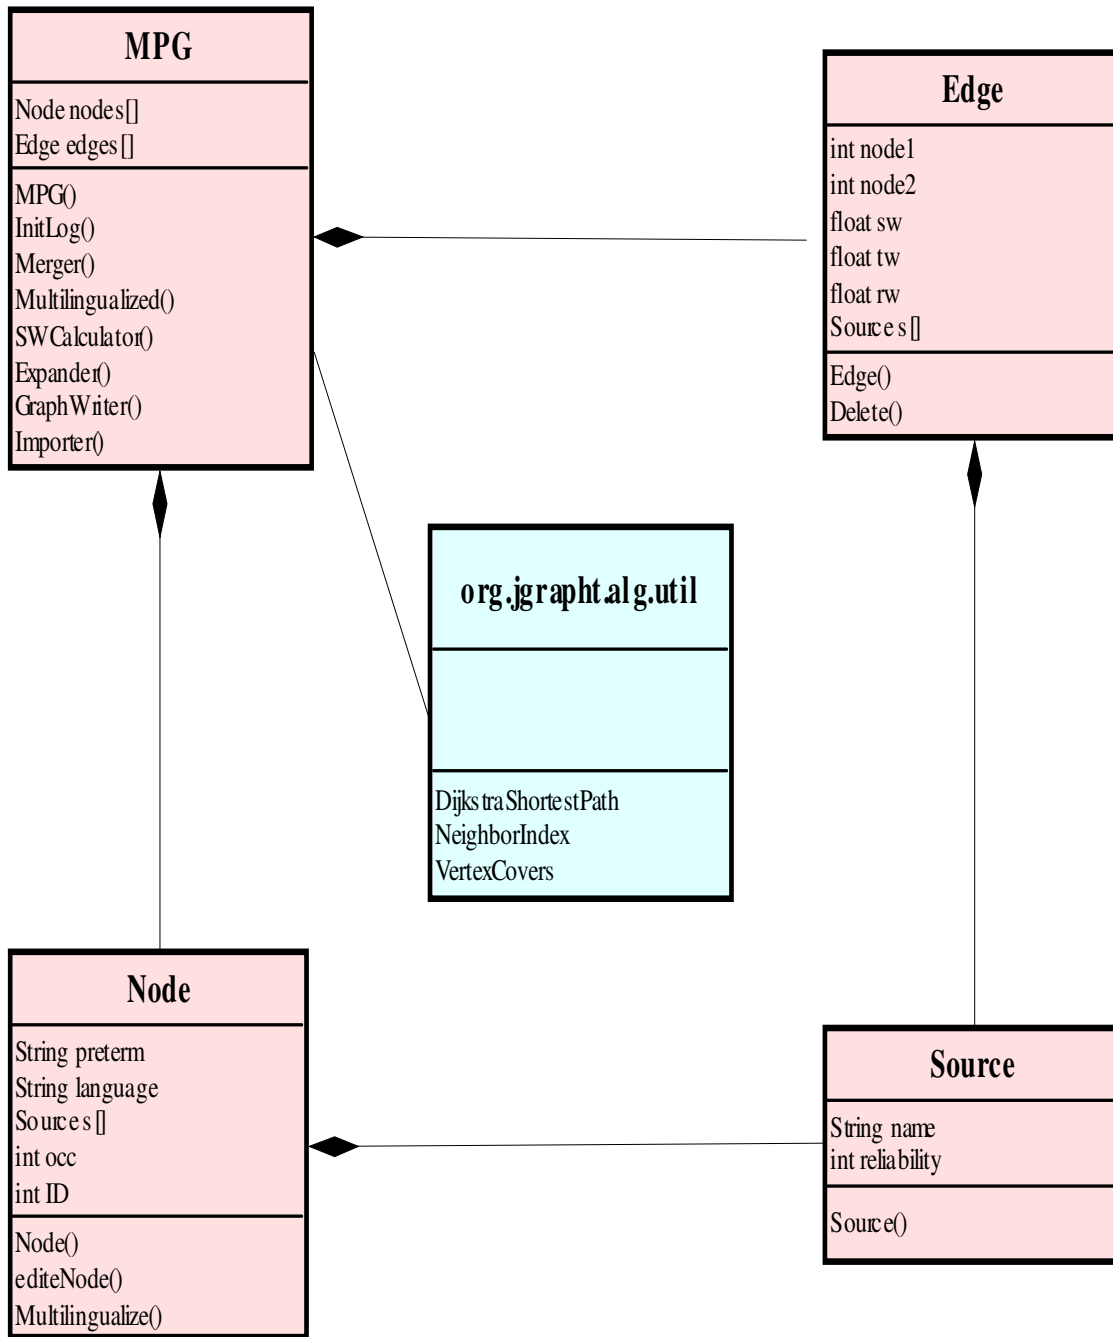 MPG
Node nodes[]
Edge edges[]
MPG()
InitLog()
Merger()
Multilingualized()
SWCalculator()
Expander()
GraphWriter()
Importer()
Edge
int node1
int node2
float sw
float tw
float rw
Sources[]
Edge()
Delete()
org.jgrapht.alg.util
DijkstraShortestPath
NeighborIndex
VertexCovers
Node
String preterm
String language
Sources[]
int occ
int ID
Node()
editeNode()
Multilingualize()
Source
String name
int reliability
Source()